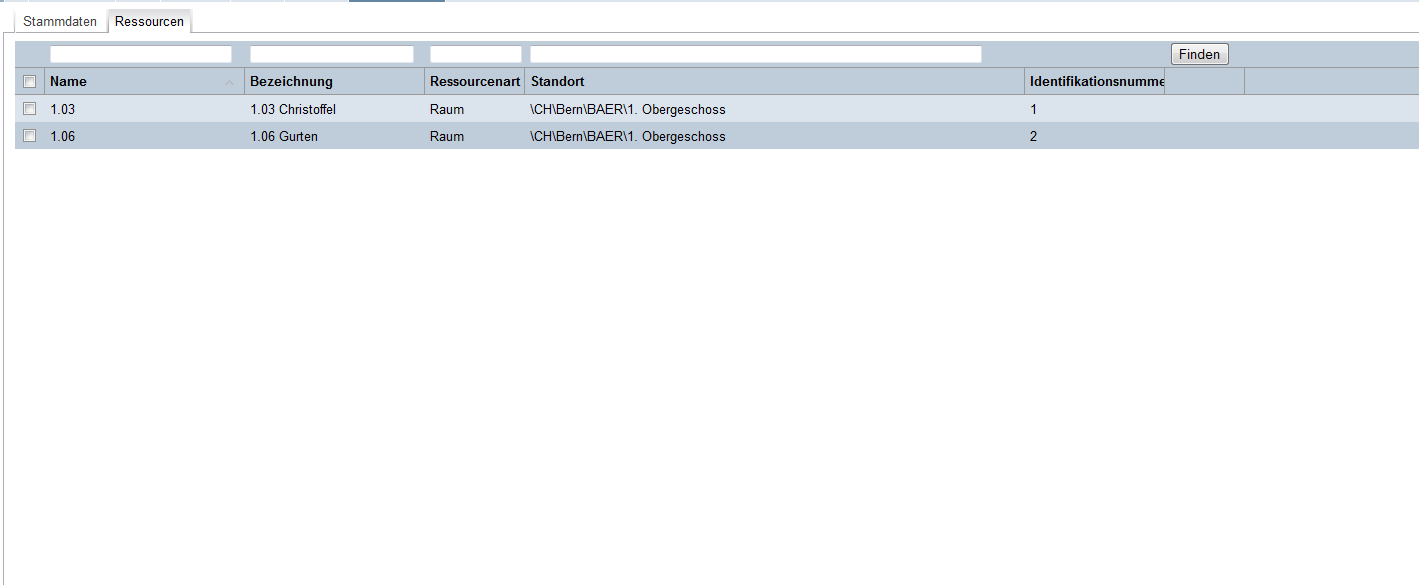 Stammdaten Ressourcen
Finden
Name Bezeichnung Ressourcenart Standort Identifikationsnumme
1.03 1.03 Christoffel Raum \CH\Bern\BAER\1. Obergeschoss 1
1.06 1.06 Gurten Raum \CH\Bern\BAER\1. Obergeschoss 2